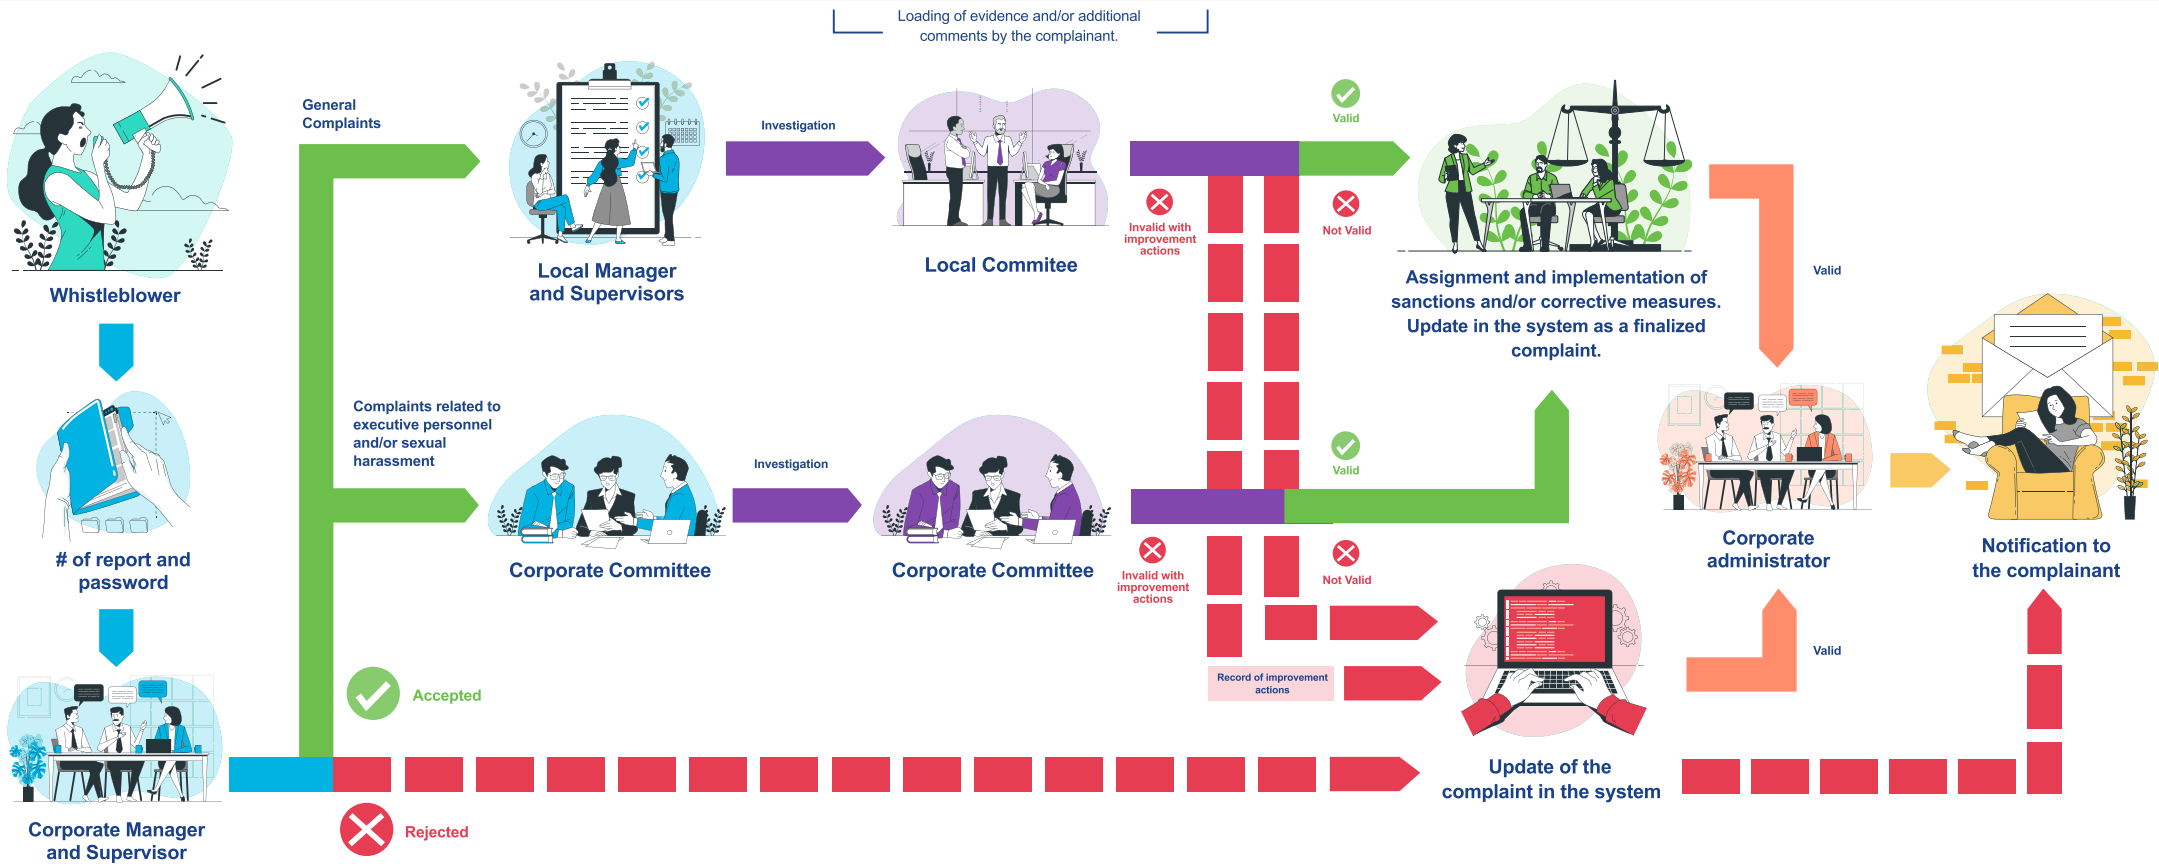 Loading of evidence and/or additional
comments by the complainant.
General
Complaints
Investigation
Valid
Invalid with
improvement
actions
Not Valid
Whistleblower
Local Manager
and Supervisors
Local Commitee
Assignment and implementation of
sanctions and/or corrective measures.
Update in the system as a finalized
complaint.
Valid
Complaints related to
executive personnel
and/or sexual
harassment
Investigation
Valid
# of report and
password
Corporate Committee
Corporate Committee
Invalid with
improvement
actions
Not Valid
Corporate
administrator
Notification to
the complainant
Record of improvement
actions
Valid
Accepted
Update of the
complaint in the system
Corporate Manager
and Supervisor
Rejected